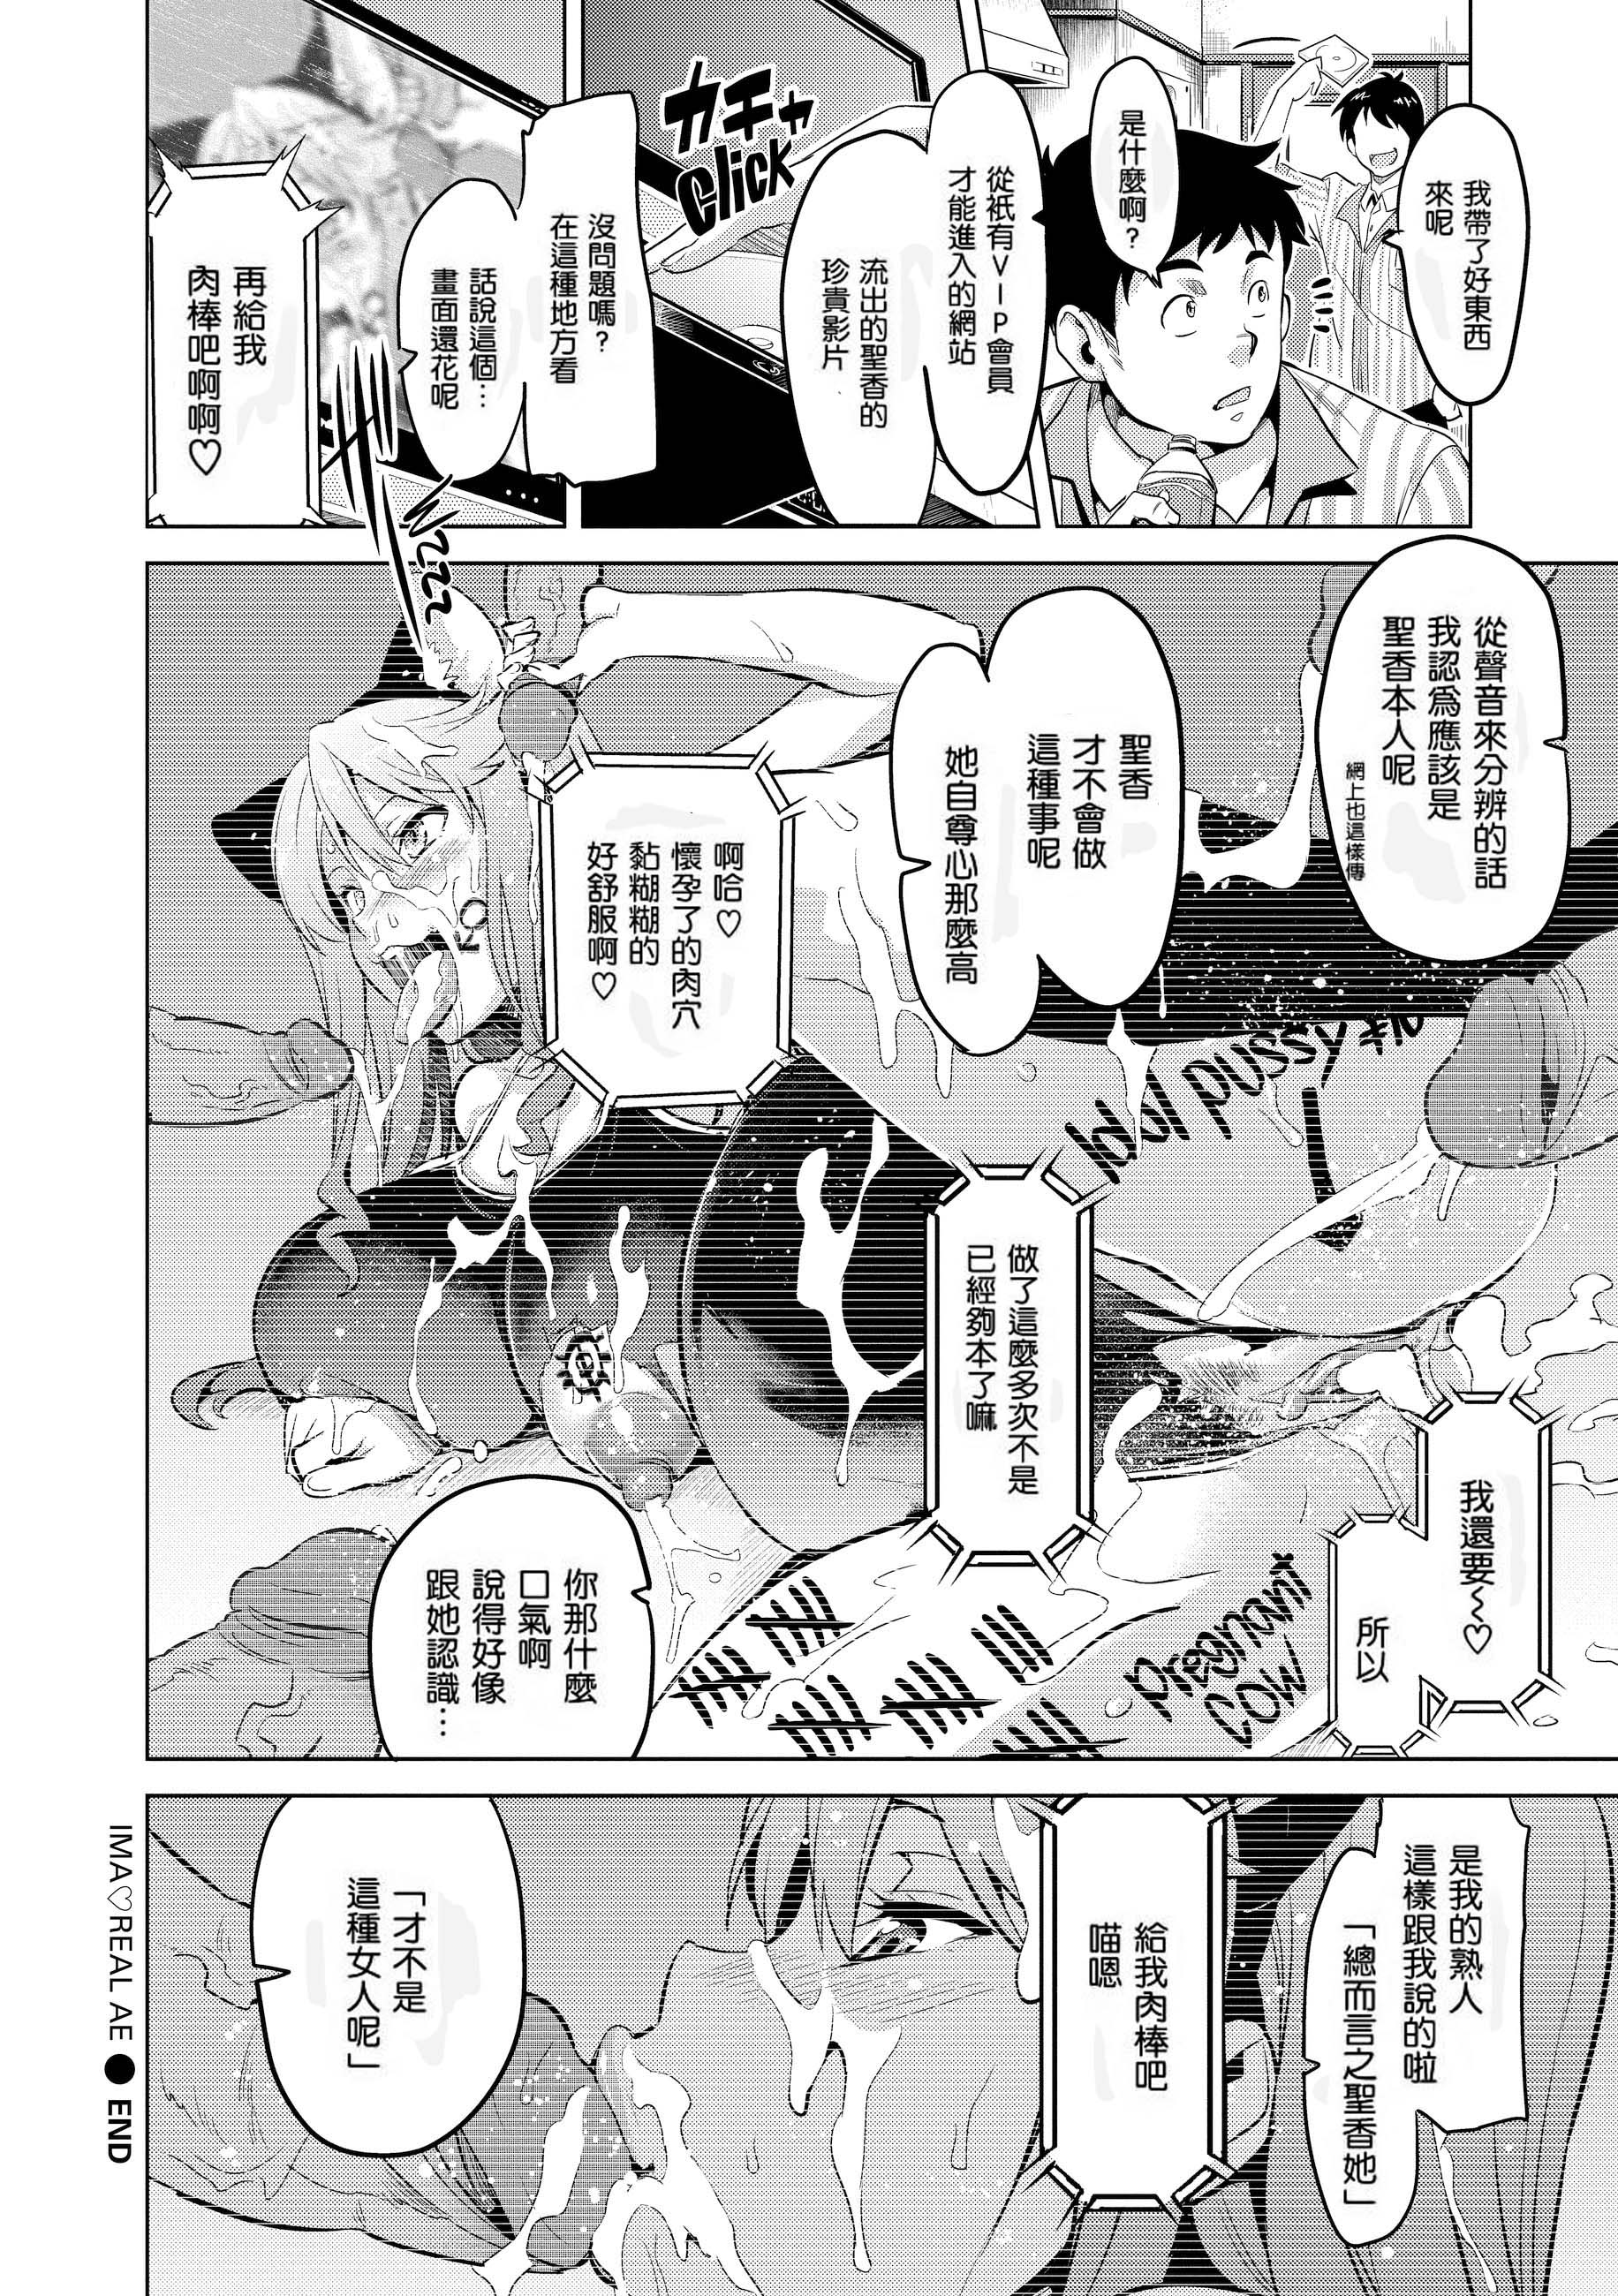 我帶了好東西
來呢
是什麼啊？
從祇有VIP會員
才能進入的網站
流出的聖香的
珍貴影片
カチャ
Click
沒問題嗎？
在這種地方看
話說這個…
畫面還花呢
再給我
肉棒吧啊啊♡
从zzz
從聲音來分辨的話
我認為應該是
聖香本人呢
網上也這樣傳
聖香
才不會做
這種事呢
她自尊心那麼高
啊哈♡
懷孕了的肉穴
黏糊糊的
好舒服啊♡
Idol pussy
做了這麼多次不是
已經夠本了嘛
我還要~♡
所以
Pregnant
COW
你那什麼
口氣啊
說得好像
跟她認識…
是我的熟人
這樣跟我說的啦
「總而言之聖香她」
給我肉棒吧
喵嗯
「才不是
這種女人呢」
IMA♡REAL AE ● END